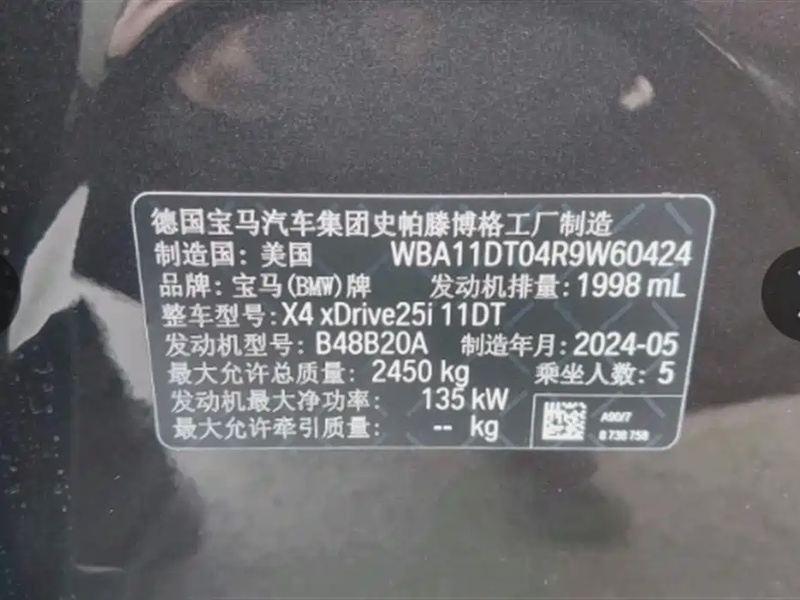 德国宝马汽车集团史帕滕博格工厂制造
制造国：美国 WBA11DT04R9W60424
品牌：宝马(BMW)牌 发动机排量：1998 mL
整车型号：X4 xDrive25i 11DT
发动机型号：B48B20A 制造年月：2024-05
最大允许总质量：2450 kg 乘坐人数：5
发动机最大净功率：135 kW
最大允许牵引质量：-- kg
A90/7
8 738 758